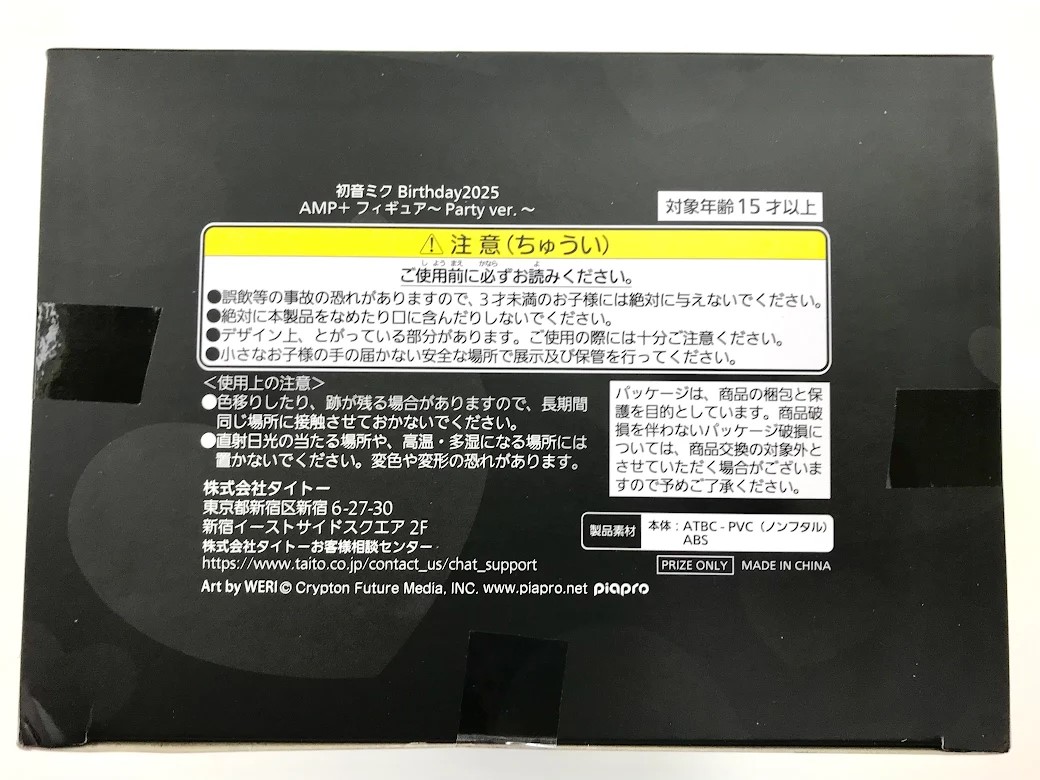 初音ミク Birthday2025
AMP+ フィギュア～ Party ver. ～
対象年齢15才以上
⚠ 注意(ちゅうい)
しようまえ かなら よ
ご使用前に必ずお読みください。
●誤飲等の事故の恐れがありますので、3才未満のお子様には絶対に与えないでください。
●絶対に本製品をなめたり口に含んだりしないでください。
●デザイン上、とがっている部分があります。ご使用の際には十分ご注意ください。
●小さなお子様の手の届かない安全な場所で展示及び保管を行ってください。
＜使用上の注意＞
●色移りしたり、跡が残る場合がありますので、長期間
同じ場所に接触させておかないでください。
●直射日光の当たる場所や、高温・多湿になる場所には
置かないでください。変色や変形の恐れがあります。
パッケージは、商品の梱包と保
護を目的としています。商品破
損を伴わないパッケージ破損に
ついては、商品交換の対象外と
させていただく場合がございま
すので予めご了承ください。
株式会社タイトー
東京都新宿区新宿 6-27-30
新宿イーストサイドスクエア 2F
株式会社タイトーお客様相談センター
https://www.taito.co.jp/contact_us/chat_support
製品素材 本体：ATBC-PVC（ノンフタル）
ABS
PRIZE ONLY MADE IN CHINA
Art by WERI © Crypton Future Media, INC. www.piapro.net piapro